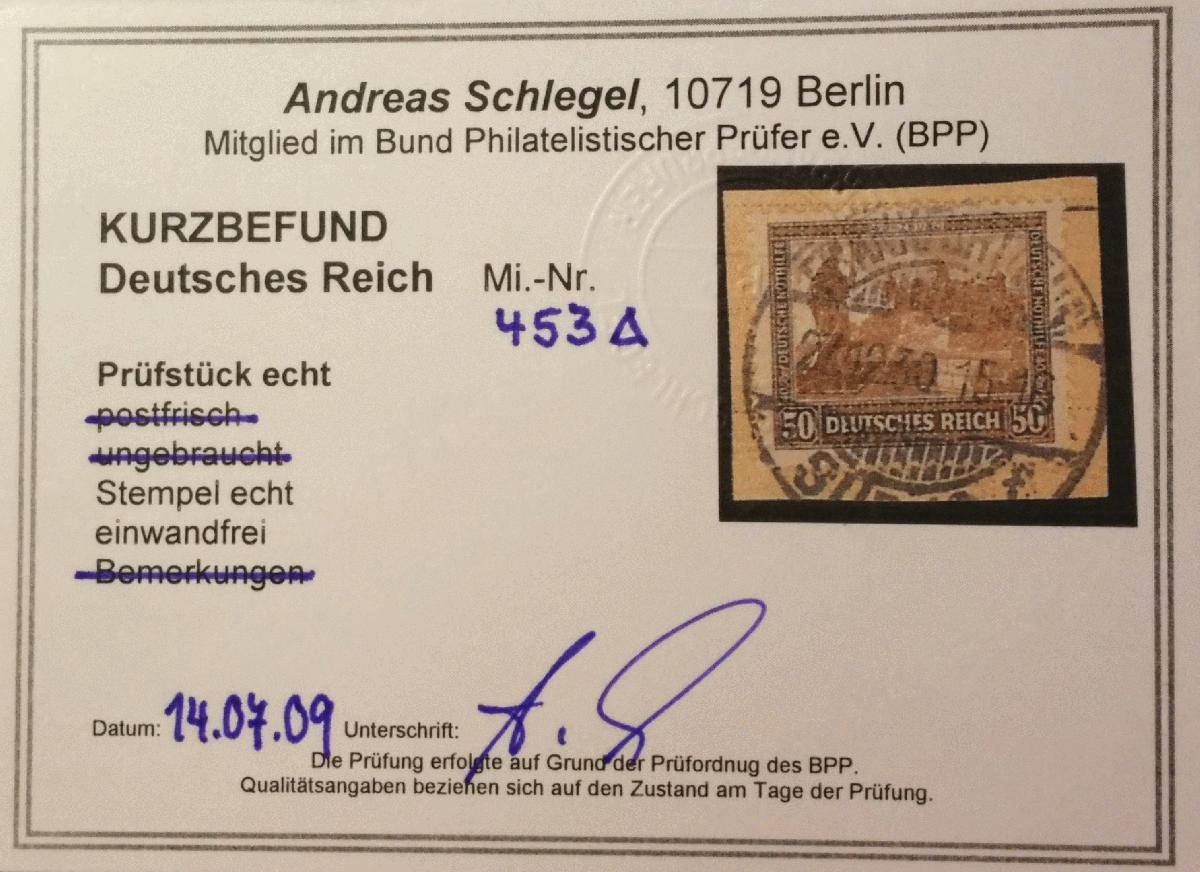 Andreas Schlegel, 10719 Berlin
Mitglied im Bund Philatelistischer Prüfer e.V. (BPP)
KURZBEFUND
Deutsches Reich Mi.-Nr.
453 Δ
Prüfstück echt
postfrisch
ungebraucht
Stempel echt
einwandfrei
Bemerkungen
DEUTSCHE NOTHILFE
DEUTSCHE NOTHILFE
50 DEUTSCHES REICH 50
Datum: 14.07.09 Unterschrift:
Die Prüfung erfolgte auf Grund der Prüfordnug des BPP.
Qualitätsangaben beziehen sich auf den Zustand am Tage der Prüfung.